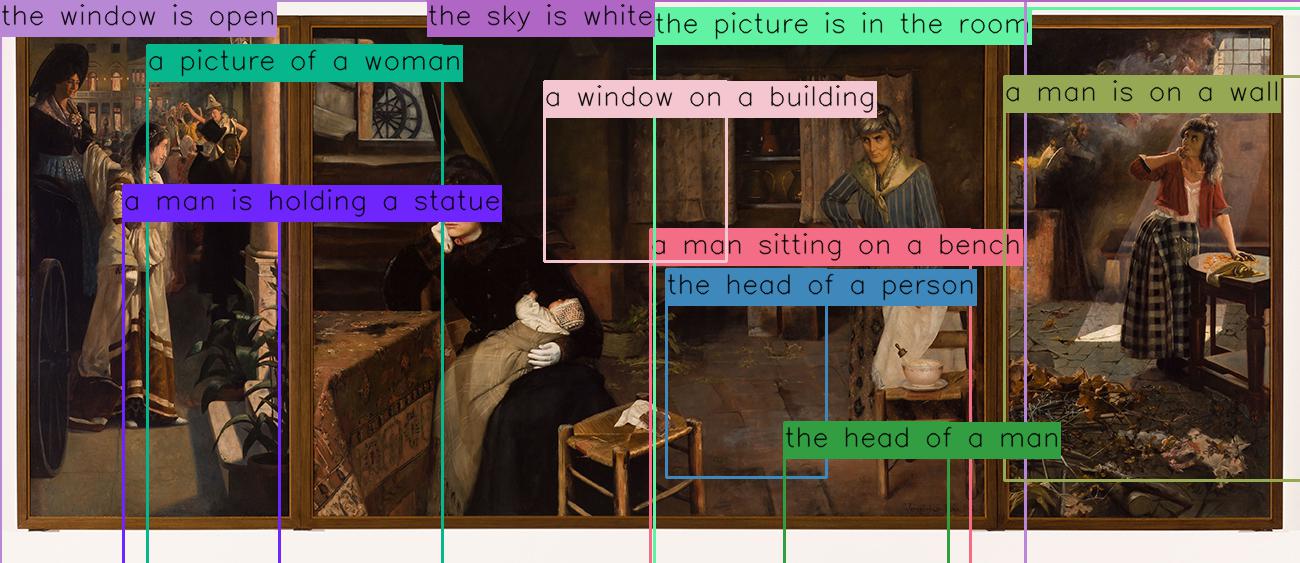 the window is open
the sky is white
the picture is in the room
a picture of a woman
a window on a building
a man is on a wall
a man is holding a statue
a man sitting on a bench
the head of a person
the head of a man